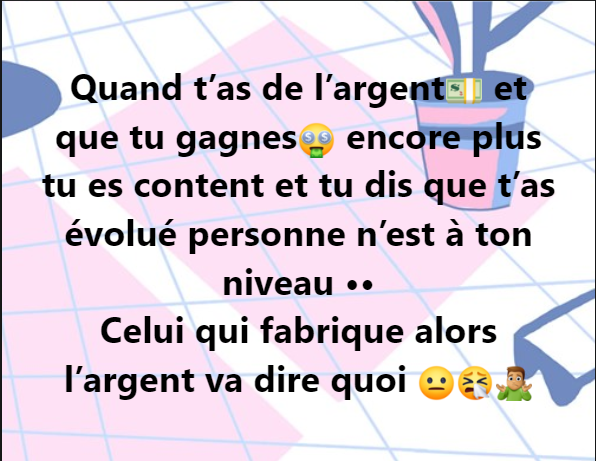 Quand t’as de l’argent💵 et
que tu gagnes🤑 encore plus
tu es content et tu dis que t’as
évolué personne n’est à ton
niveau ••
Celui qui fabrique alors
l’argent va dire quoi 😐🤧🤷🏽‍♂️